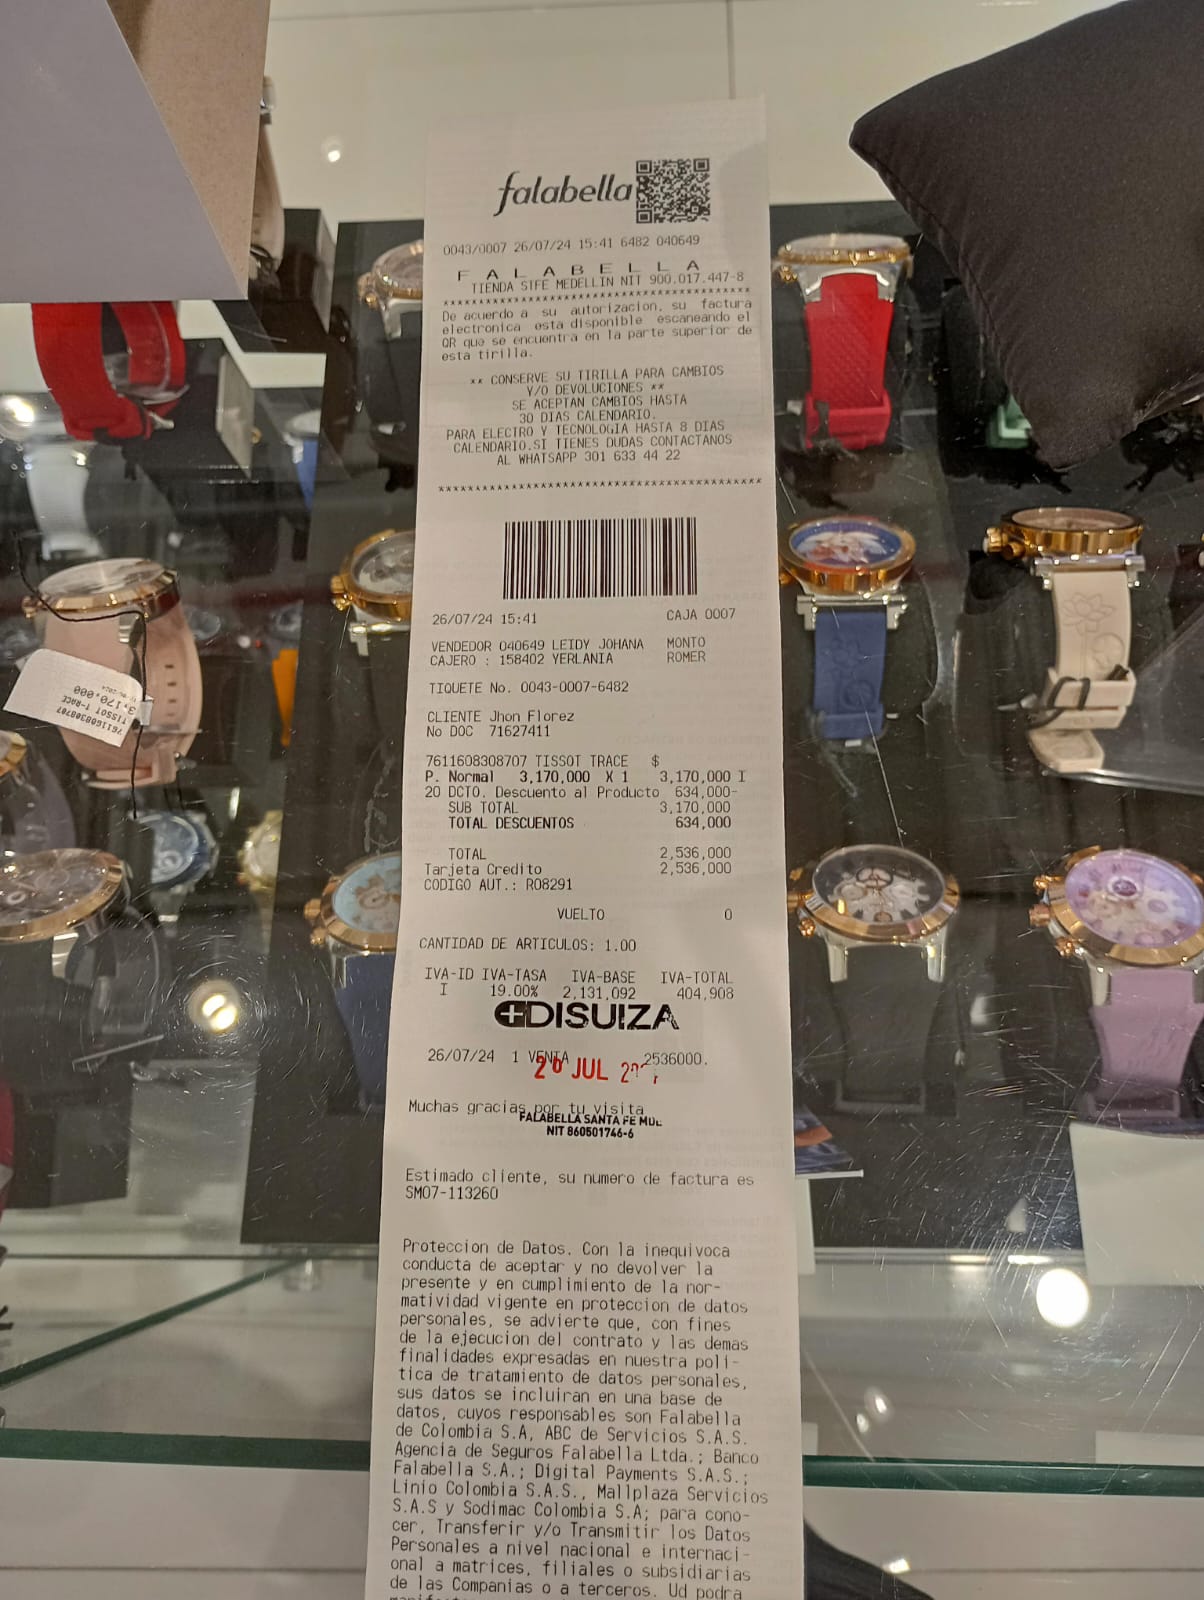 falabella
0043/0007 26/07/24 15:41 6482 040649
F A L A B E L L A
TIENDA STFE MEDELLIN NIT 900.017.447-8
De acuerdo a su autorizacion, su factura
electronica esta disponible escaneando el
QR que se encuentra en la parte superior de
esta tirilla.
** CONSERVE SU TIRILLA PARA CAMBIOS
Y/O DEVOLUCIONES **
SE ACEPTAN CAMBIOS HASTA
30 DIAS CALENDARIO.
PARA ELECTRO Y TECNOLOGIA HASTA 8 DIAS
CALENDARIO.SI TIENES DUDAS CONTACTANOS
AL WHATSAPP 301 633 44 22
26/07/24 15:41 CAJA 0007
VENDEDOR 040649 LEIDY JOHANA MONTO
CAJERO : 158402 YERLANIA ROMER
TIQUETE No. 0043-0007-6482
CLIENTE Jhon Florez
No DOC 71627411
7611608308707 TISSOT TRACE $
P. Normal 3,170,000 X 1 3,170,000 I
20 DCTO. Descuento al Producto 634,000-
SUB TOTAL 3,170,000
TOTAL DESCUENTOS 634,000
TOTAL 2,536,000
Tarjeta Credito 2,536,000
CODIGO AUT.: R08291
VUELTO 0
CANTIDAD DE ARTICULOS: 1.00
IVA-ID IVA-TASA IVA-BASE IVA-TOTAL
I 19.00% 2,131,092 404,908
DISUIZA
26/07/24 1 VENTA 2536000.
JUL
Muchas gracias por tu visita
FALABELLA SANTA FE
NIT 860501746-6
Estimado cliente, su numero de factura es
SM07-113260
Proteccion de Datos. Con la inequivoca
conducta de aceptar y no devolver la
presente y en cumplimiento de la nor-
matividad vigente en proteccion de datos
personales, se advierte que, con fines
de la ejecucion del contrato y las demas
finalidades expresadas en nuestra poli-
tica de tratamiento de datos personales,
sus datos se incluiran en una base de
datos, cuyos responsables son Falabella
de Colombia S.A, ABC de Servicios S.A.S.
Agencia de Seguros Falabella Ltda.; Banco
Falabella S.A.; Digital Payments S.A.S.;
Linio Colombia S.A.S., Mallplaza Servicios
S.A.S y Sodimac Colombia S.A; para cono-
cer, Transferir y/o Transmitir los Datos
Personales a nivel nacional e internaci-
onal a matrices, filiales o subsidiarias
de las Companias o a terceros. Ud podra
7611608308707
TISSOT T-RACE
3,170,000